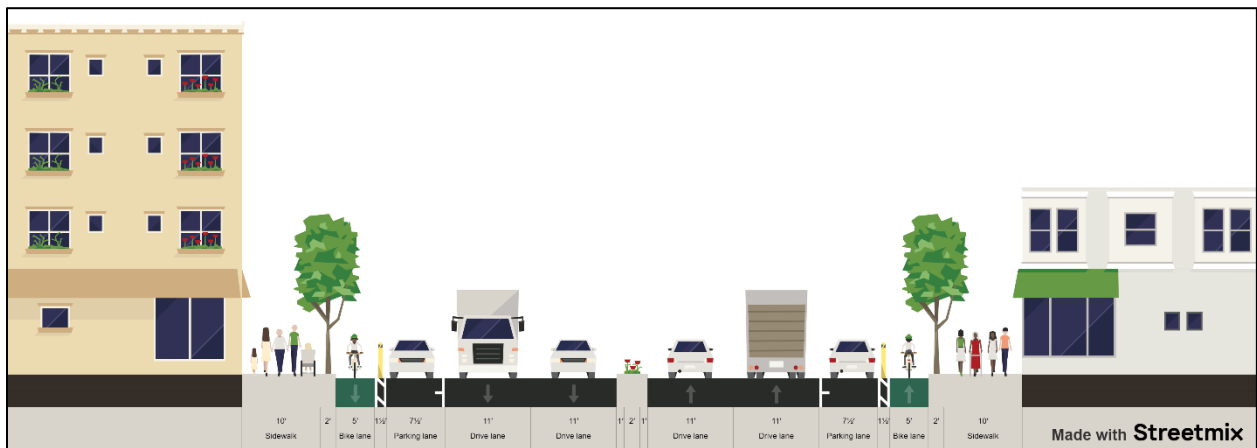 10' 2' 5' 1½' 7½' 11' 11' 1' 2' 1' 11' 11' 7½' 1½' 5' 2' 10'
Sidewalk Bike lane Parking lane Drive lane Drive lane Drive lane Drive lane Parking lane Bike lane Sidewalk
Made with Streetmix